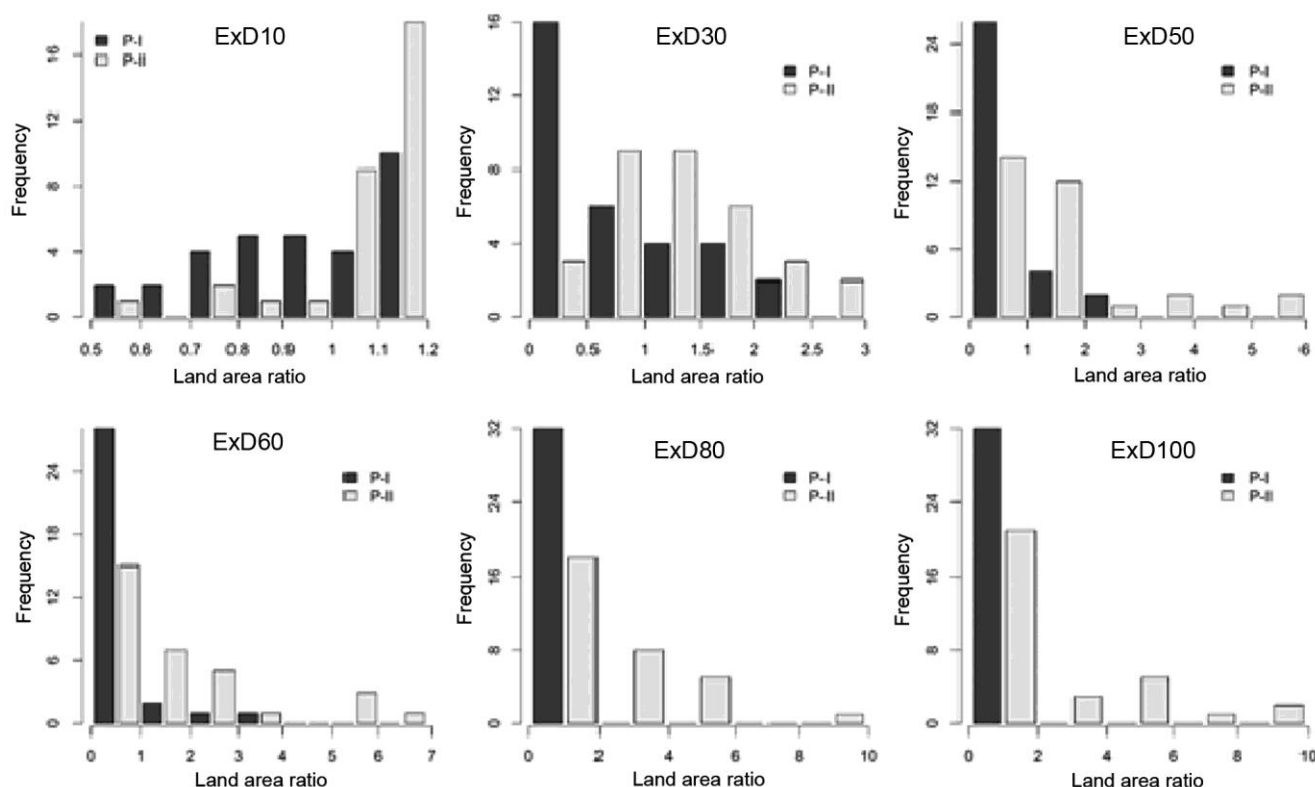 ExD10
P-I
P-II
Frequency
16
12
8
4
0
0.5 0.6 0.7 0.8 0.9 1 1.1 1.2
Land area ratio
ExD30
P-I
P-II
Frequency
16
12
8
4
0
0 0.5 1 1.5 2 2.5 3
Land area ratio
ExD50
P-I
P-II
Frequency
24
18
12
6
0
0 1 2 3 4 5 6
Land area ratio
ExD60
P-I
P-II
Frequency
24
18
12
6
0
0 1 2 3 4 5 6 7
Land area ratio
ExD80
P-I
P-II
Frequency
32
24
16
8
0
0 2 4 6 8 10
Land area ratio
ExD100
P-I
P-II
Frequency
32
24
16
8
0
0 2 4 6 8 10
Land area ratio